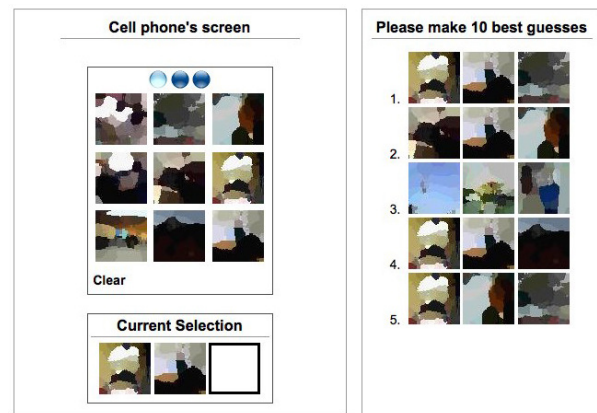 Cell phone's screen
Clear
Current Selection
Please make 10 best guesses
1.
2.
3.
4.
5.